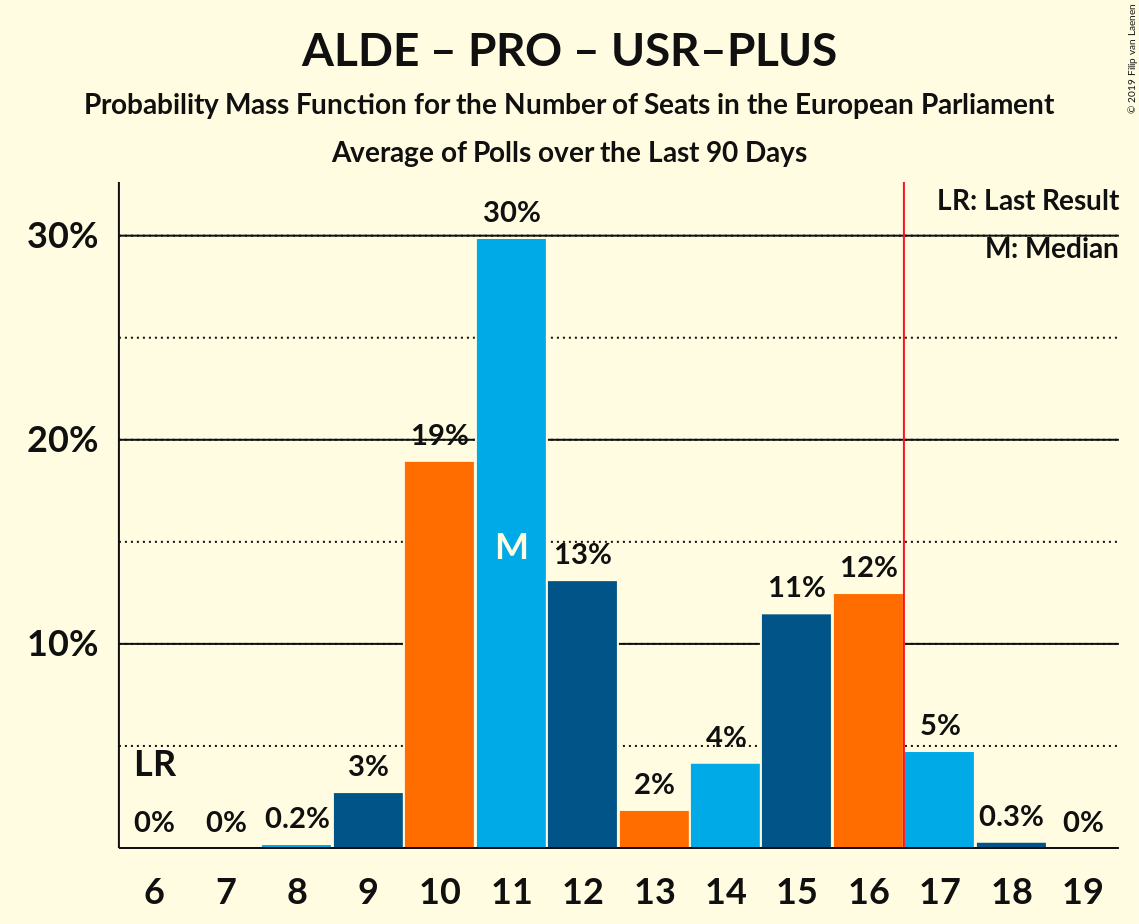 ALDE – PRO – USR–PLUS
Probability Mass Function for the Number of Seats in the European Parliament
Average of Polls over the Last 90 Days
© 2019 Filip van Laenen
LR: Last Result
M: Median
30%
20%
10%
30%
19%
M
13%
12%
11%
5%
4%
LR
3%
2%
0%
0%
0.2%
0.3%
0%
6 7 8 9 10 11 12 13 14 15 16 17 18 19